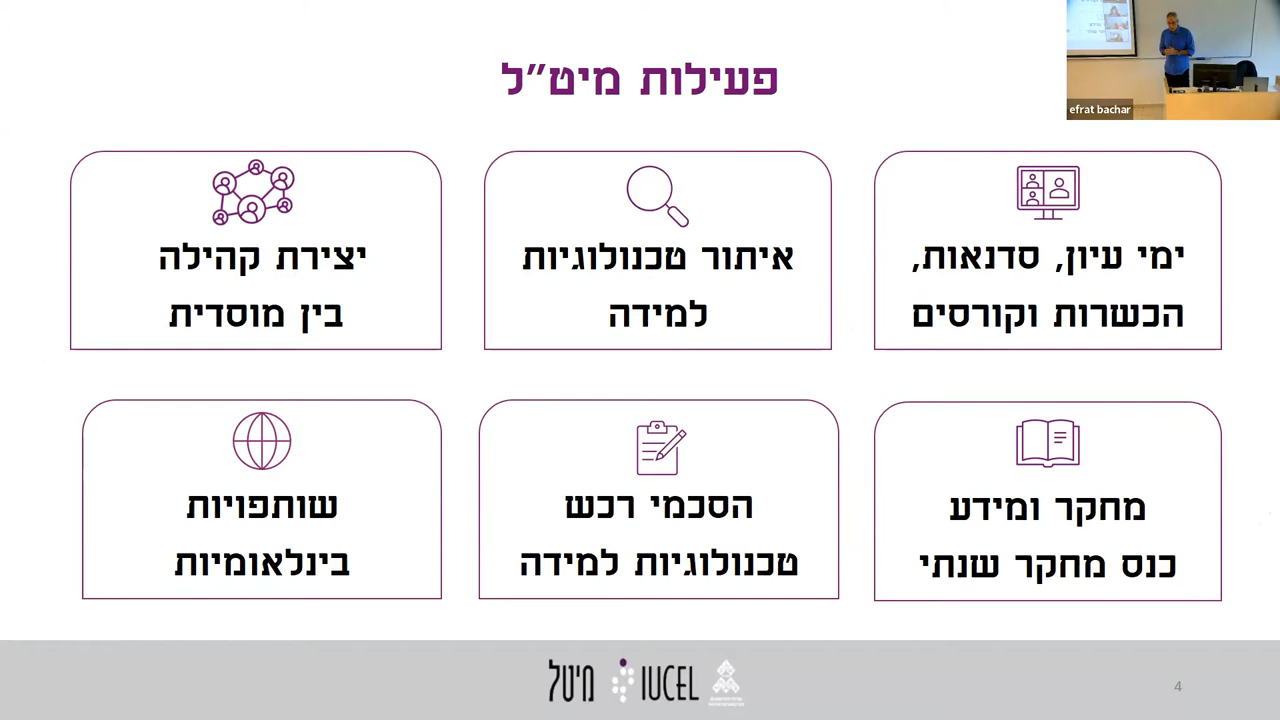 פעילות מיט"ל
efrat bachar
ימי עיון, סדנאות,
הכשרות וקורסים
איתור טכנולוגיות
למידה
יצירת קהילה
בין מוסדית
מחקר ומידע
כנס מחקר שנתי
הסכמי רכש
טכנולוגיות למידה
שותפויות
בינלאומיות
מיטל IUCEL
4